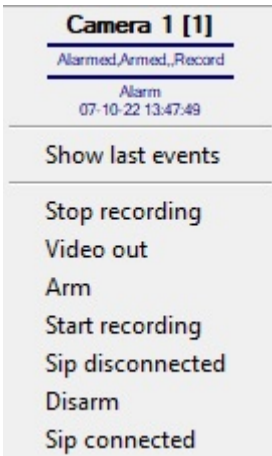 Camera 1 [1]
Alarmed,Armed,,Record
Alarm
07-10-22 13:47:49
Show last events
Stop recording
Video out
Arm
Start recording
Sip disconnected
Disarm
Sip connected